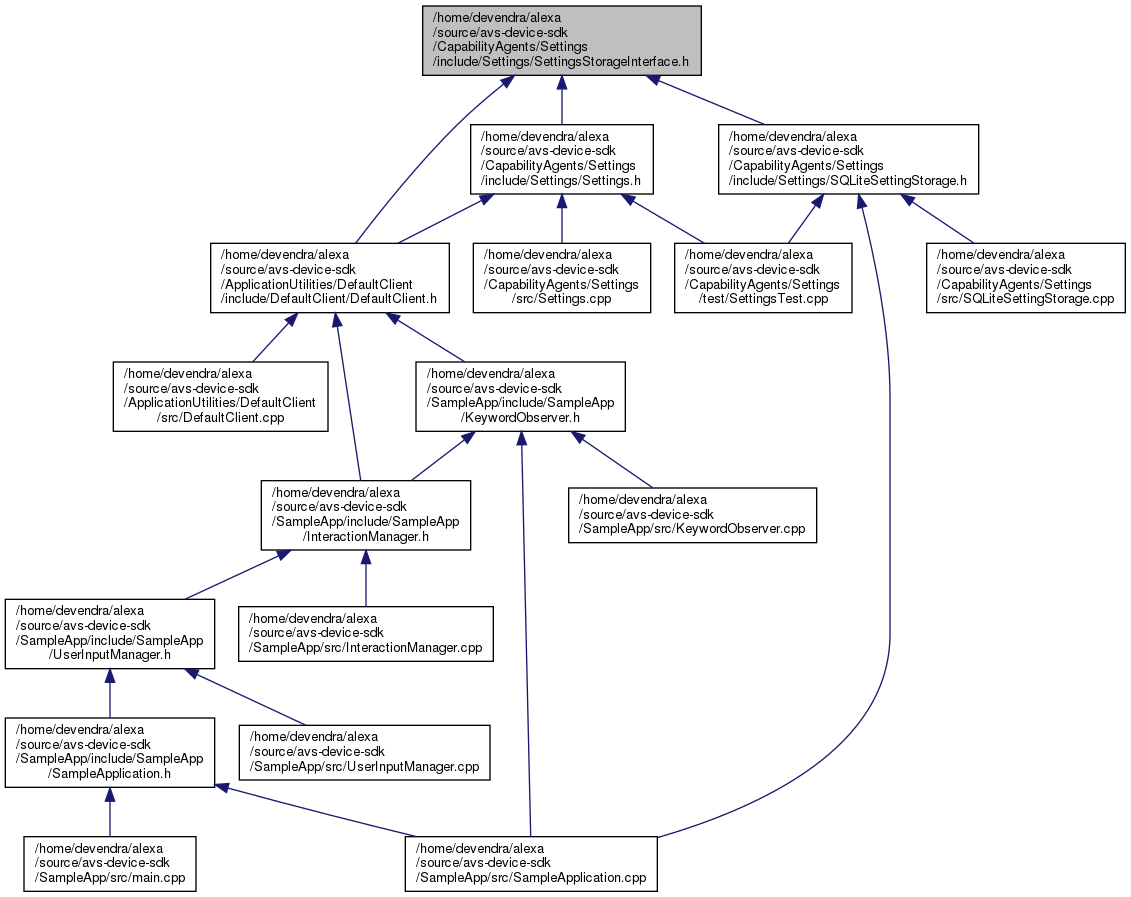 /home/devendra/alexa
/source/avs-device-sdk
/CapabilityAgents/Settings
/include/Settings/SettingsStorageInterface.h
/home/devendra/alexa
/source/avs-device-sdk
/CapabilityAgents/Settings
/include/Settings/Settings.h
/home/devendra/alexa
/source/avs-device-sdk
/CapabilityAgents/Settings
/include/Settings/SQLiteSettingStorage.h
/home/devendra/alexa
/source/avs-device-sdk
/ApplicationUtilities/DefaultClient
/include/DefaultClient/DefaultClient.h
/home/devendra/alexa
/source/avs-device-sdk
/CapabilityAgents/Settings
/src/Settings.cpp
/home/devendra/alexa
/source/avs-device-sdk
/CapabilityAgents/Settings
/test/SettingsTest.cpp
/home/devendra/alexa
/source/avs-device-sdk
/CapabilityAgents/Settings
/src/SQLiteSettingStorage.cpp
/home/devendra/alexa
/source/avs-device-sdk
/ApplicationUtilities/DefaultClient
/src/DefaultClient.cpp
/home/devendra/alexa
/source/avs-device-sdk
/SampleApp/include/SampleApp
/KeywordObserver.h
/home/devendra/alexa
/source/avs-device-sdk
/SampleApp/include/SampleApp
/InteractionManager.h
/home/devendra/alexa
/source/avs-device-sdk
/SampleApp/src/KeywordObserver.cpp
/home/devendra/alexa
/source/avs-device-sdk
/SampleApp/include/SampleApp
/UserInputManager.h
/home/devendra/alexa
/source/avs-device-sdk
/SampleApp/src/InteractionManager.cpp
/home/devendra/alexa
/source/avs-device-sdk
/SampleApp/include/SampleApp
/SampleApplication.h
/home/devendra/alexa
/source/avs-device-sdk
/SampleApp/src/UserInputManager.cpp
/home/devendra/alexa
/source/avs-device-sdk
/SampleApp/src/main.cpp
/home/devendra/alexa
/source/avs-device-sdk
/SampleApp/src/SampleApplication.cpp